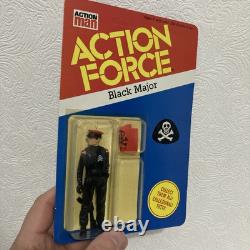 ACTION
man
ACTION
FORCE
Black Major
COLLECT
THEM ALL